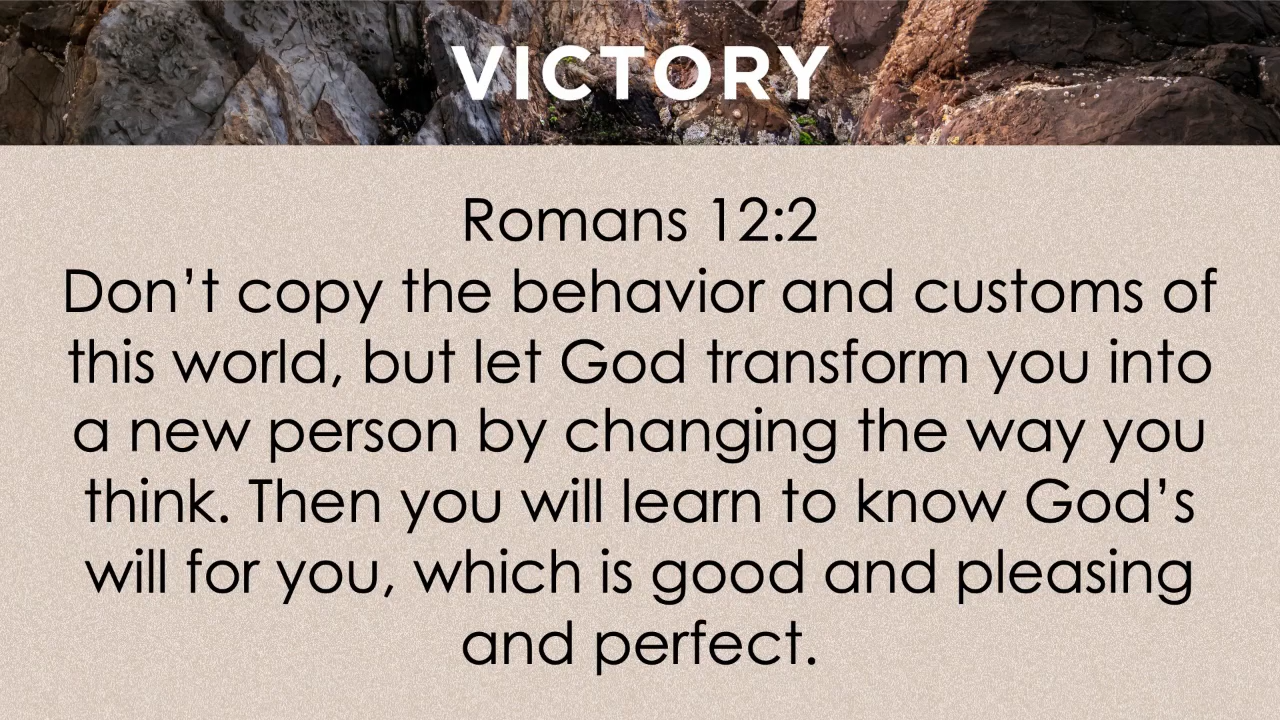 VICTORY
Romans 12:2
Don’t copy the behavior and customs of
this world, but let God transform you into
a new person by changing the way you
think. Then you will learn to know God’s
will for you, which is good and pleasing
and perfect.